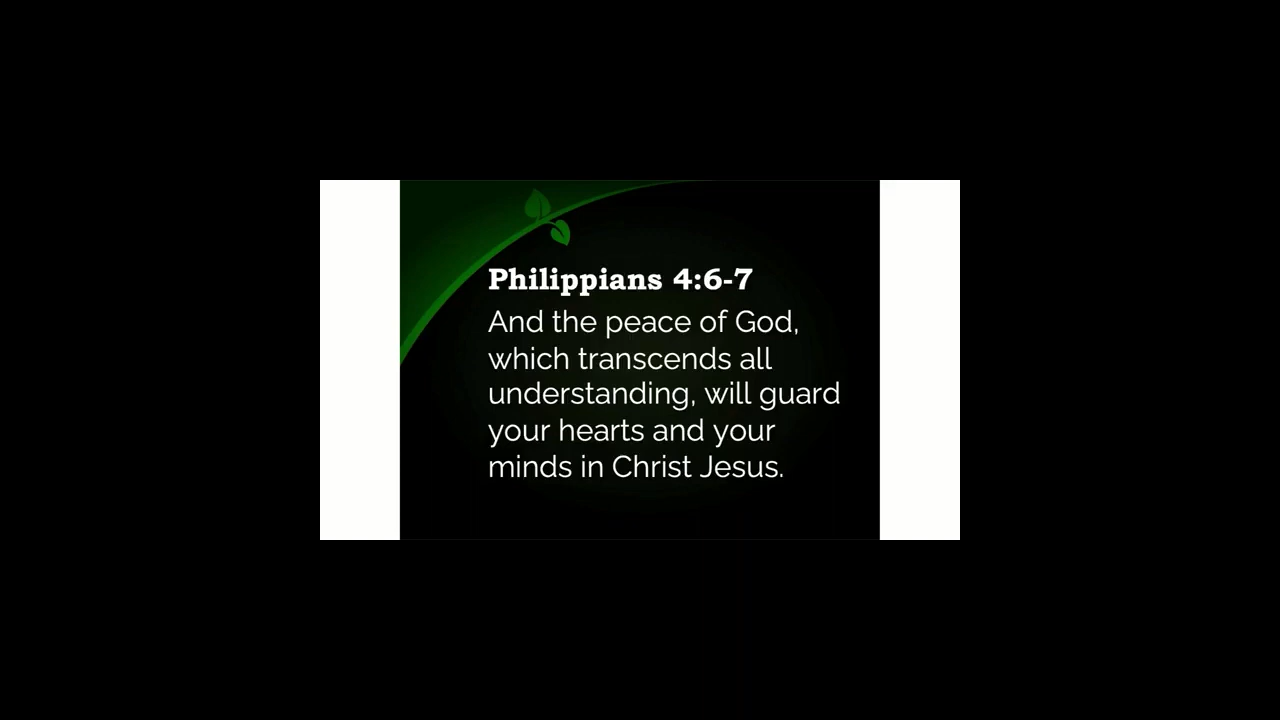 Philippians 4:6-7
And the peace of God,
which transcends all
understanding, will guard
your hearts and your
minds in Christ Jesus.